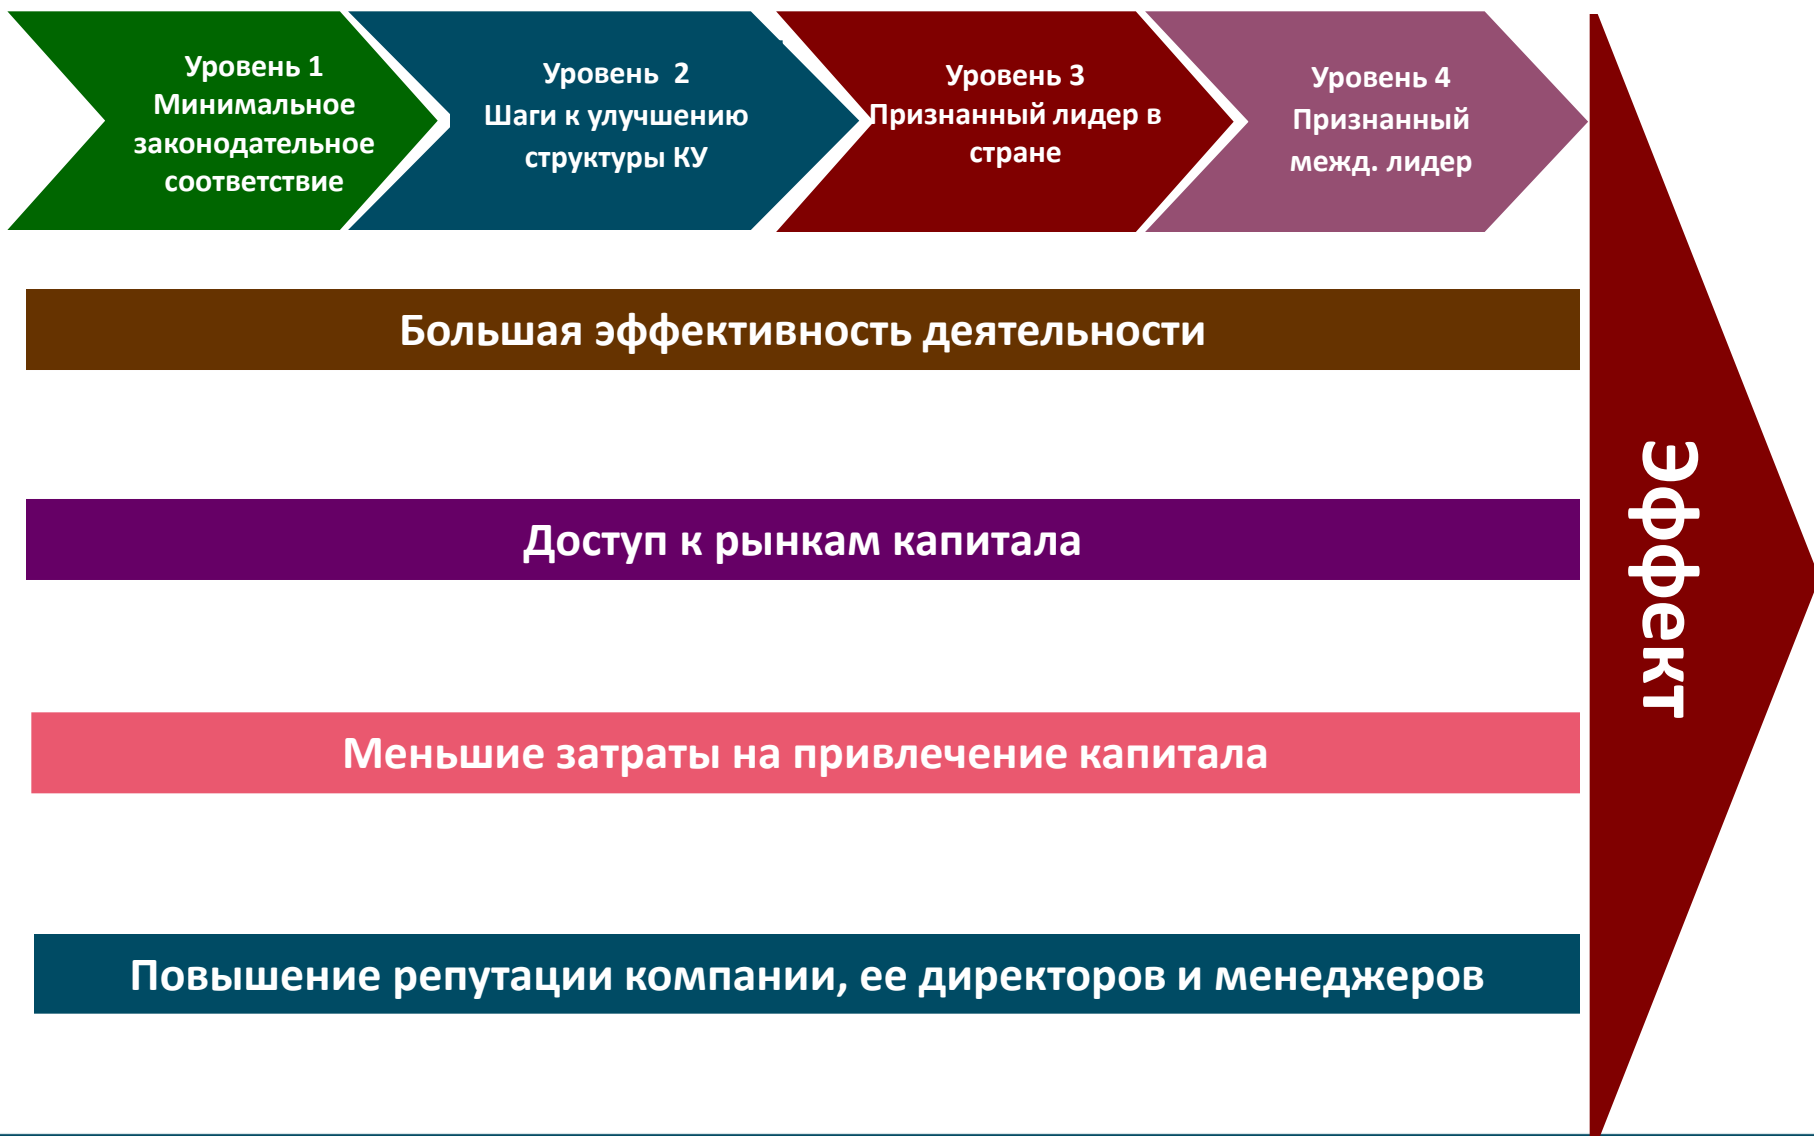 Уровень 1
Минимальное
законодательное
соответствие
Уровень 2
Шаги к улучшению
структуры КУ
Уровень 3
Признанный лидер в
стране
Уровень 4
Признанный
межд. лидер
Большая эффективность деятельности
Доступ к рынкам капитала
Меньшие затраты на привлечение капитала
Повышение репутации компании, ее директоров и менеджеров
Эффект